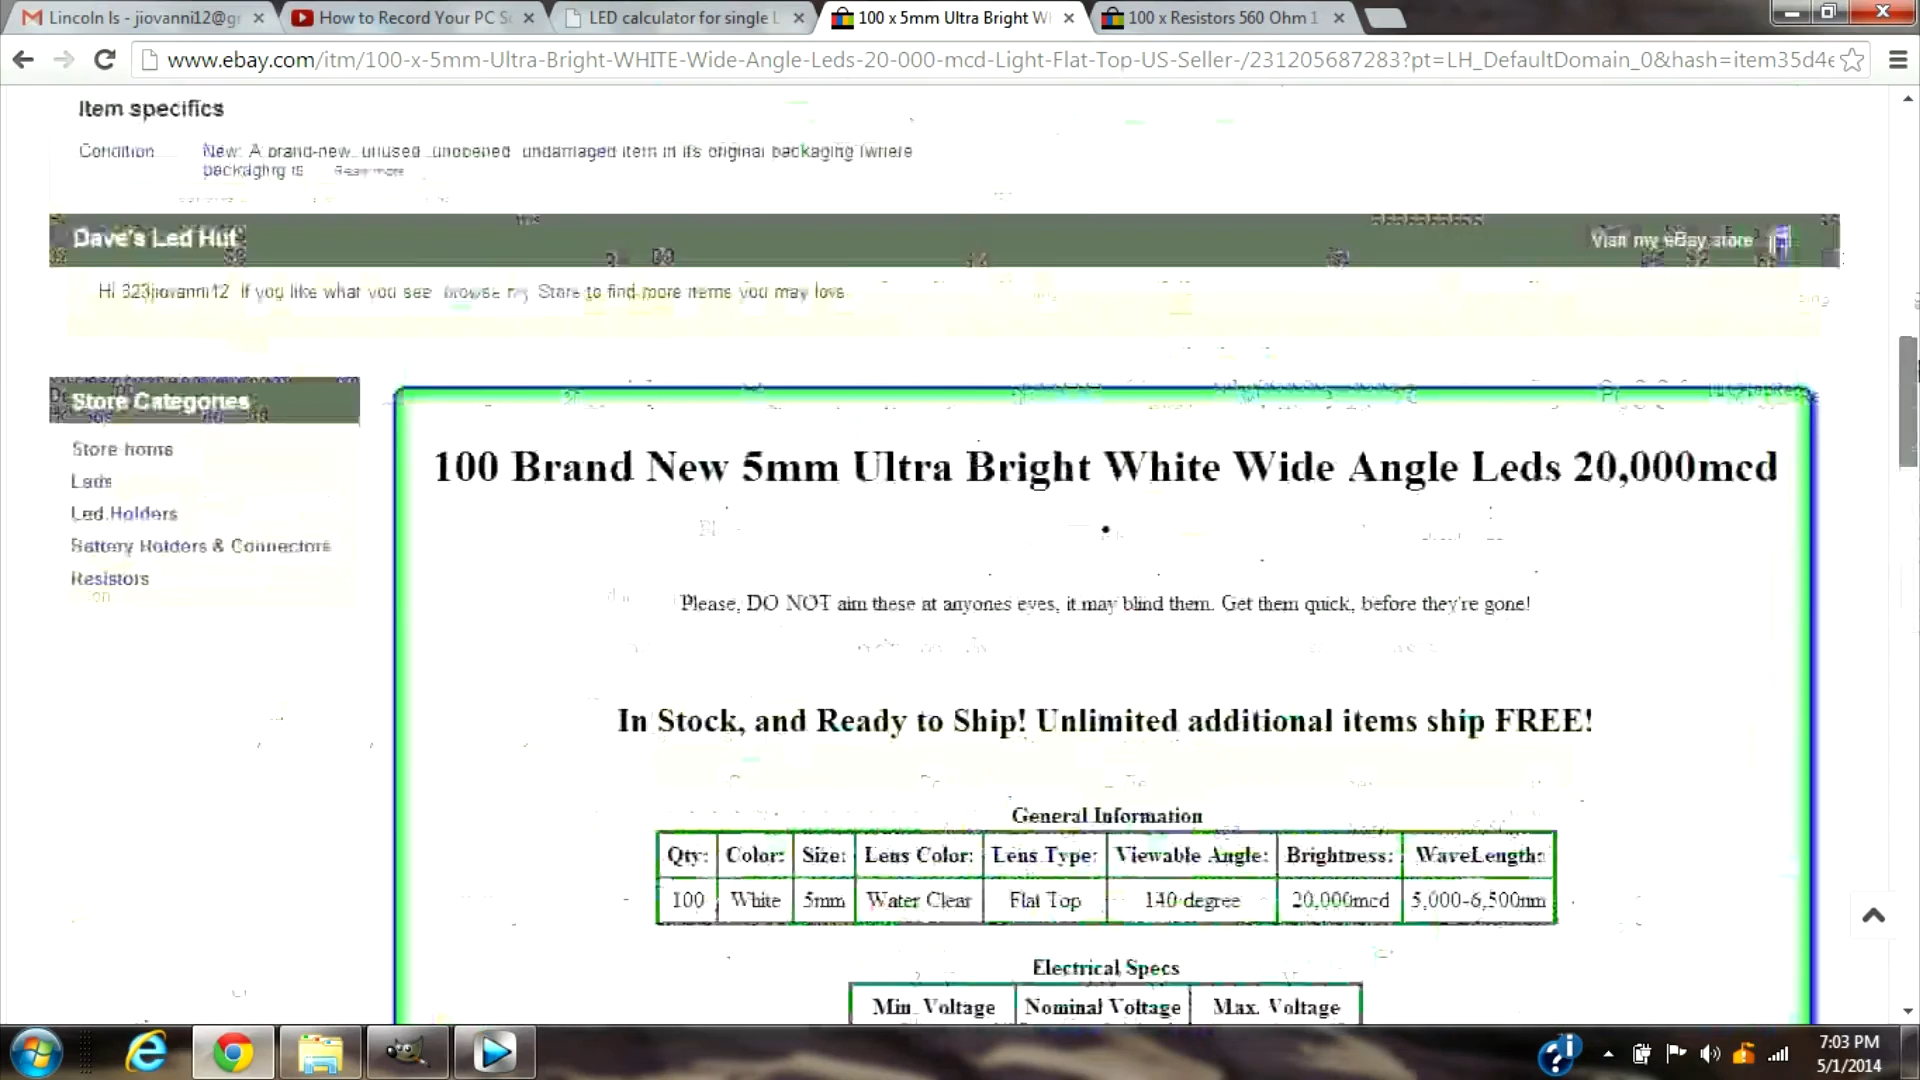 Lincoln Is - jiovanni12@g
How to Record Your PC S
LED calculator for single L
100 x 5mm Ultra Bright W
100 x Resistors 560 Ohm 1
www.ebay.com/itm/100-x-5mm-Ultra-Bright-WHITE-Wide-Angle-Leds-20-000-mcd-Light-Flat-Top-US-Seller-/231205687283?pt=LH_DefaultDomain_0&hash=item35d4e
Item specifics
Condition
New: A brand-new, unused, unopened, undamaged item in its original packaging (where
packaging is
Read more
Dave's Led Hut
Visit my eBay store
Hi 323jiovanni12 If you like what you see browse my Store to find more items you may love
Store Categories
Store home
Leds
Led Holders
Battery Holders & Connectors
Resistors
100 Brand New 5mm Ultra Bright White Wide Angle Leds 20,000mcd
.
Please, DO NOT aim these at anyones eyes, it may blind them. Get them quick, before they're gone!
In Stock, and Ready to Ship! Unlimited additional items ship FREE!
General Information
Qty: Color: Size: Lens Color: Lens Type: Viewable Angle: Brightness: WaveLength:
100 White 5mm Water Clear Flat Top 140 degree 20,000mcd 5,000-6,500nm
Electrical Specs
Min. Voltage Nominal Voltage Max. Voltage
7:03 PM
5/1/2014